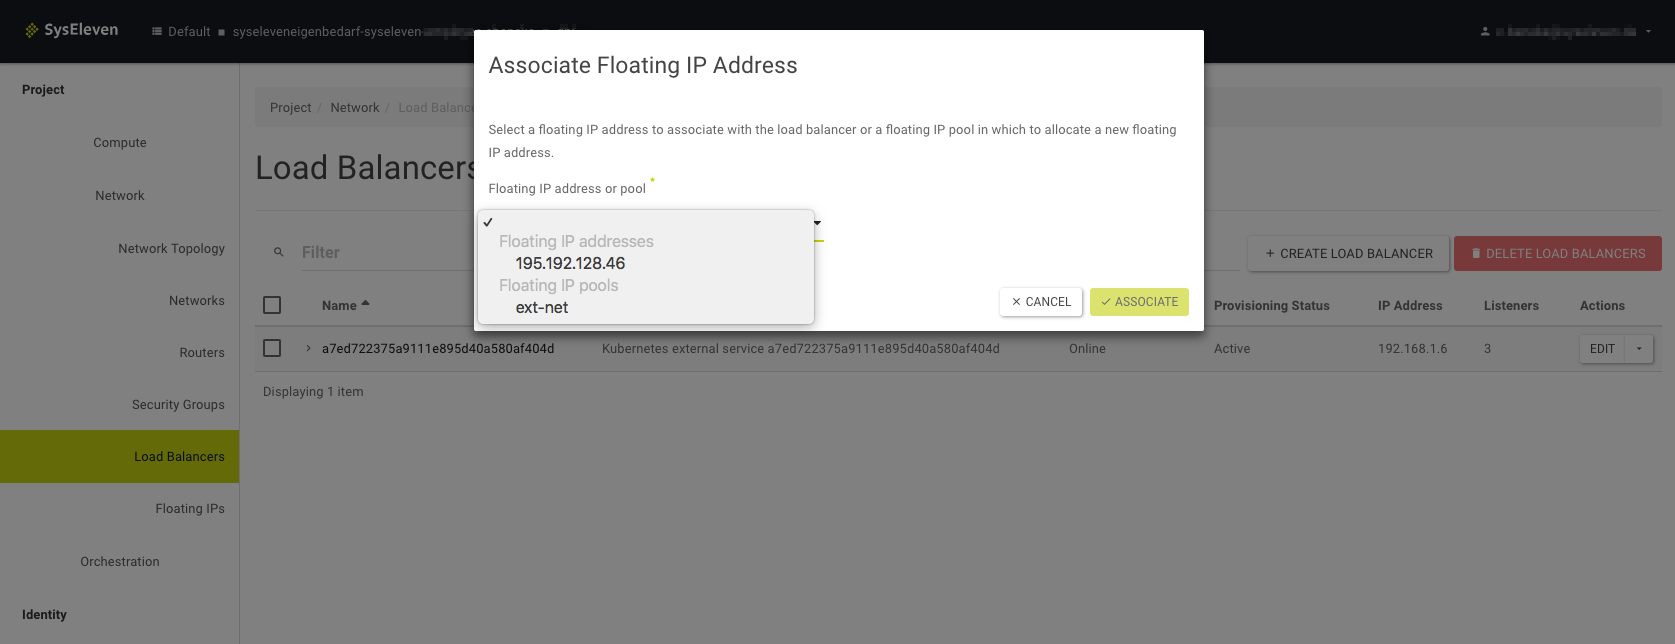 SysEleven
Default
syseleveneigenbedarf-syseleven-
Project
Compute
Network
Network Topology
Networks
Routers
Security Groups
Load Balancers
Floating IPs
Orchestration
Identity
Project / Network / Load Balance
Load Balancers
Filter
+ CREATE LOAD BALANCER
DELETE LOAD BALANCERS
Associate Floating IP Address
Select a floating IP address to associate with the load balancer or a floating IP pool in which to allocate a new floating
IP address.
Floating IP address or pool *
Floating IP addresses
195.192.128.46
Floating IP pools
ext-net
CANCEL
ASSOCIATE
Name Provisioning Status IP Address Listeners Actions
a7ed722375a9111e895d40a580af404d Kubernetes external service a7ed722375a9111e895d40a580af404d Online Active 192.168.1.6 3 EDIT
Displaying 1 item